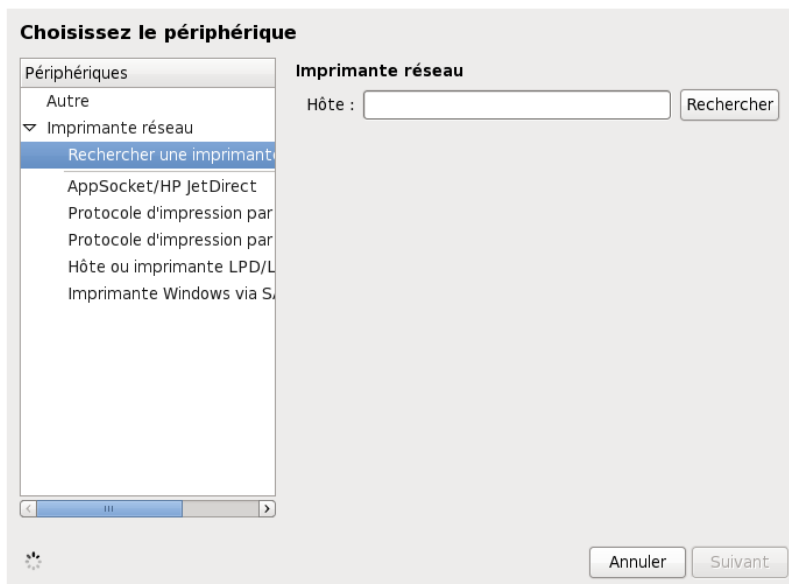 Choisissez le périphérique
Périphériques
Autre
Imprimante réseau
Rechercher une imprimante
AppSocket/HP JetDirect
Protocole d'impression par
Protocole d'impression par
Hôte ou imprimante LPD/L
Imprimante Windows via SA
Imprimante réseau
Hôte :
Rechercher
Annuler
Suivant